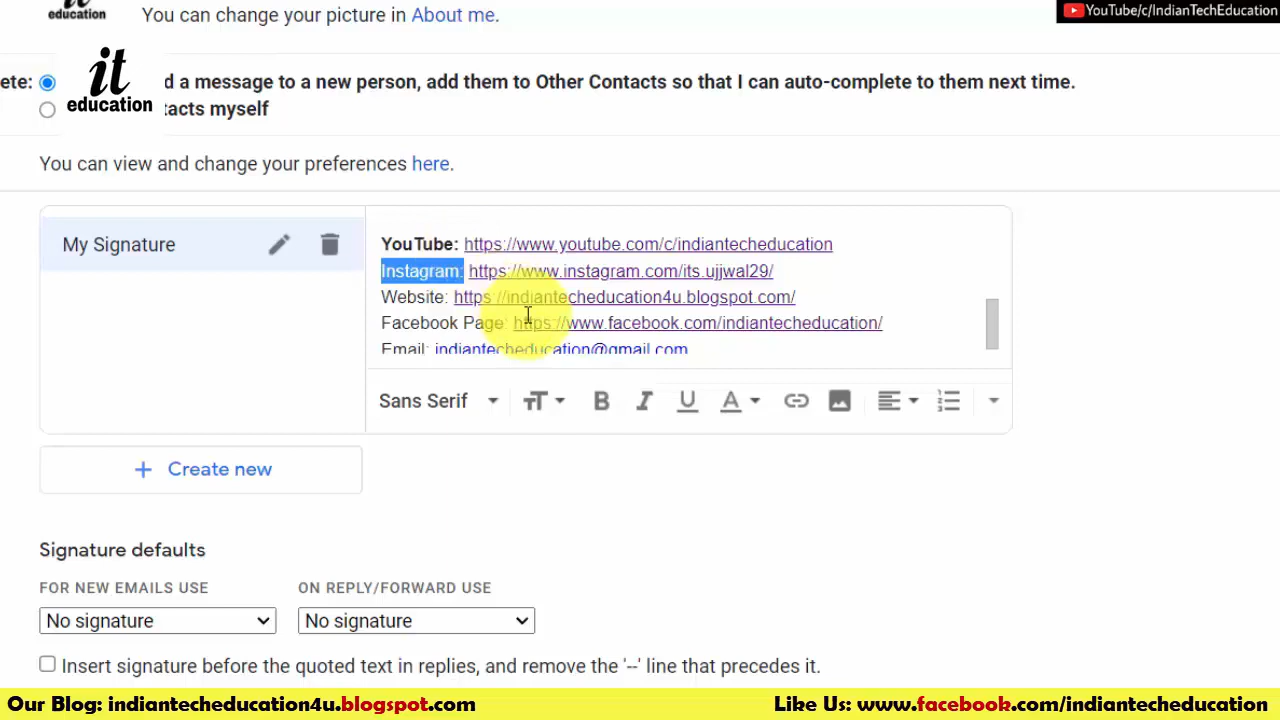 education
You can change your picture in About me.
YouTube/c/IndianTechEducation
ete:
d a message to a new person, add them to Other Contacts so that I can auto-complete to them next time.
it
education
tacts myself
You can view and change your preferences here.
My Signature
YouTube: https://www.youtube.com/c/indiantecheducation
Instagram: https://www.instagram.com/its.ujjwal29/
Website: https://indiantecheducation4u.blogspot.com/
Facebook Page: https://www.facebook.com/indiantecheducation/
Email: indiantecheducation@gmail.com
Sans Serif
Create new
Signature defaults
FOR NEW EMAILS USE
ON REPLY/FORWARD USE
No signature
No signature
Insert signature before the quoted text in replies, and remove the '--' line that precedes it.
Our Blog: indiantecheducation4u.blogspot.com
Like Us: www.facebook.com/indiantecheducation